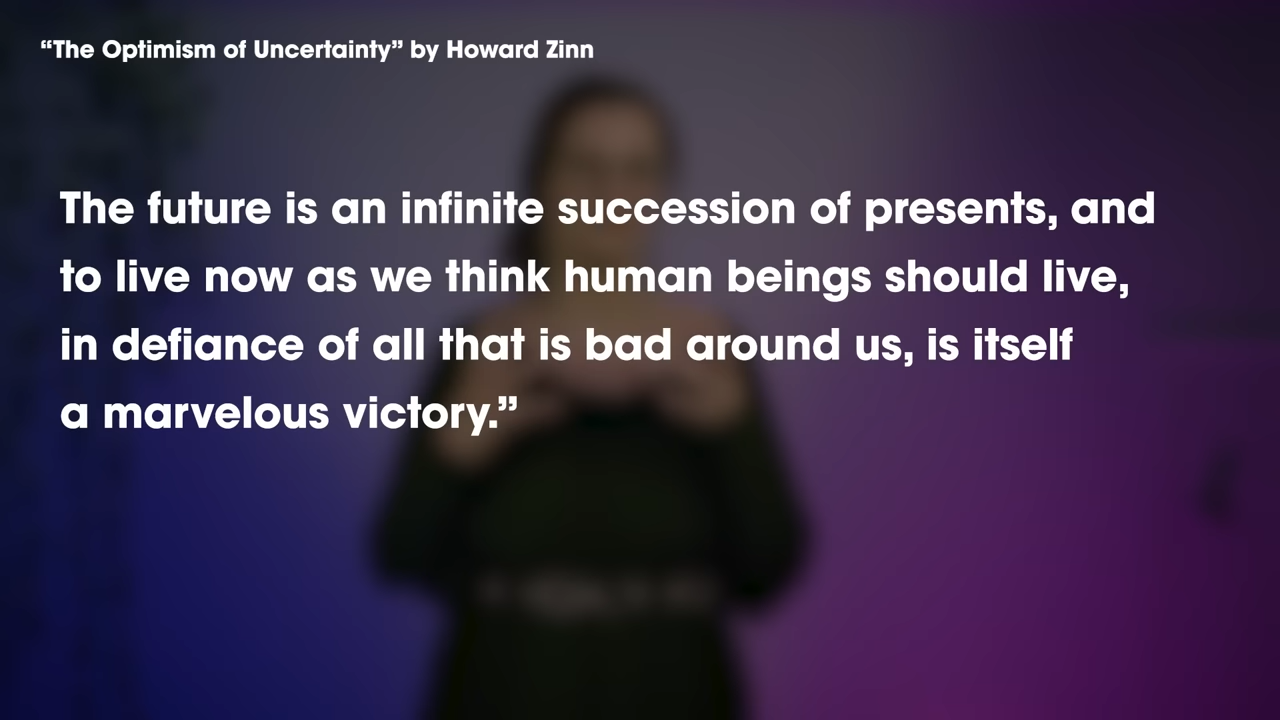 “The Optimism of Uncertainty” by Howard Zinn
The future is an infinite succession of presents, and
to live now as we think human beings should live,
in defiance of all that is bad around us, is itself
a marvelous victory.”